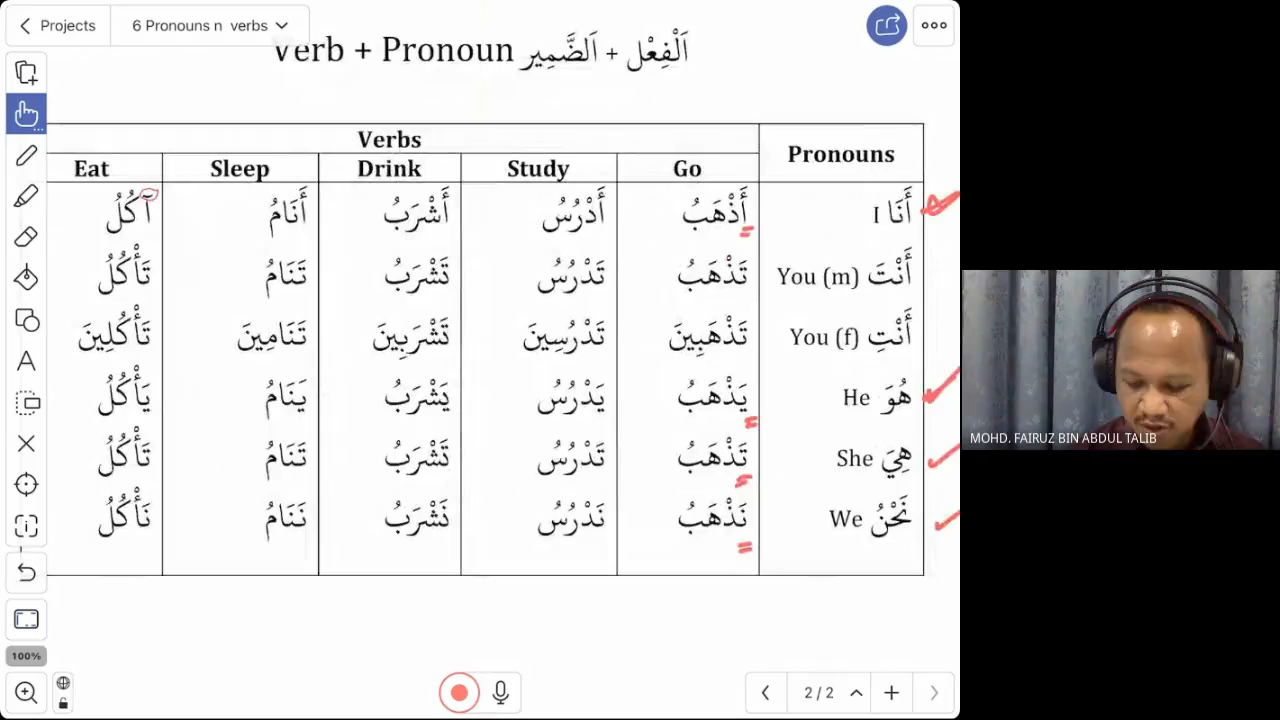 Projects
6 Pronouns n verbs
Verb + Pronoun اَلْفِعْل + اَلضَّمِير
Verbs
Pronouns
Eat Sleep Drink Study Go
آكُلُ أَنَامُ أَشْرَبُ أَدْرُسُ أَذْهَبُ I أَنَا
تَأْكُلُ تَنَامُ تَشْرَبُ تَدْرُسُ تَذْهَبُ You (m) أَنْتَ
تَأْكُلِينَ تَنَامِينَ تَشْرَبِينَ تَدْرُسِينَ تَذْهَبِينَ You (f) أَنْتِ
يَأْكُلُ يَنَامُ يَشْرَبُ يَدْرُسُ يَذْهَبُ He هُوَ
تَأْكُلُ تَنَامُ تَشْرَبُ تَدْرُسُ تَذْهَبُ She هِيَ
نَأْكُلُ نَنَامُ نَشْرَبُ نَدْرُسُ نَذْهَبُ We نَحْنُ
MOHD. FAIRUZ BIN ABDUL TALIB
100%
2 / 2